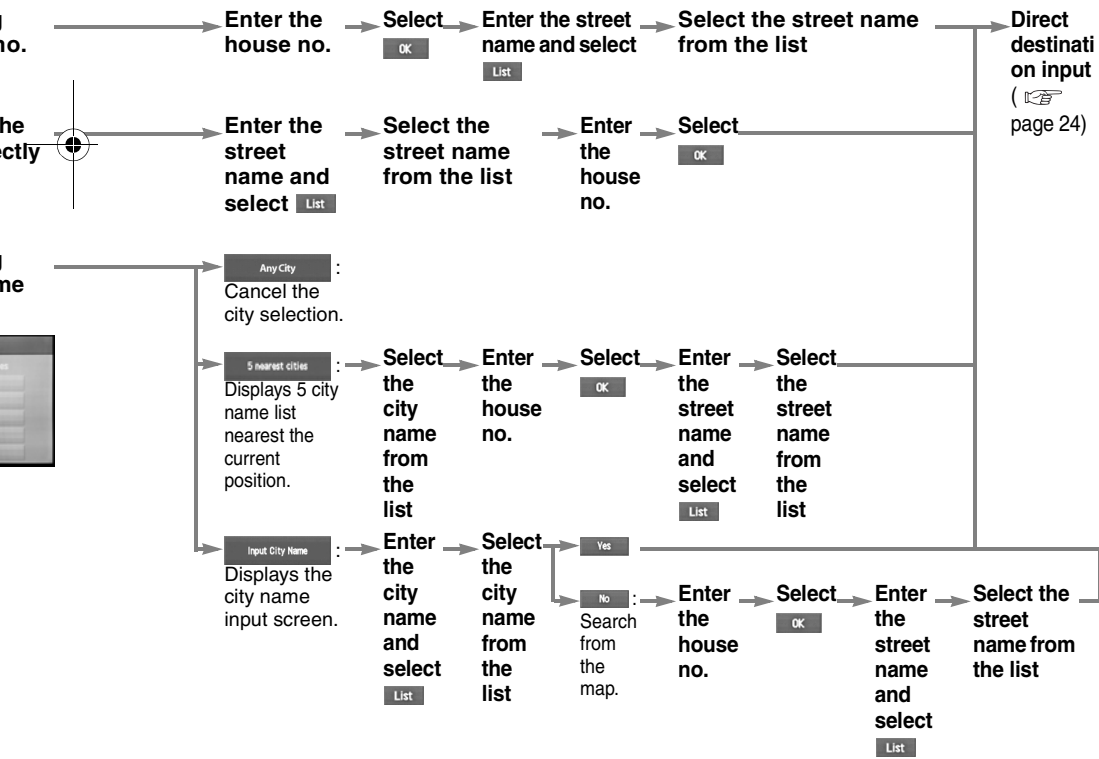 no.
Enter the
house no.
Select
OK
Enter the street
name and select
List
Select the street name
from the list
Direct
destinati
on input
(
page 24)
Enter the
street
name and
select List
Select the
street name
from the list
Enter
the
house
no.
Select
OK
Any City :
Cancel the
city selection.
5 nearest cities :
Displays 5 city
name list
nearest the
current
position.
Select
the
city
name
from
the
list
Enter
the
house
no.
Select
OK
Enter
the
street
name
and
select
List
Select
the
street
name
from
the
list
Input City Name :
Displays the
city name
input screen.
Enter
the
city
name
and
select
List
Select
the
city
name
from
the
list
Yes
No :
Search
from
the
map.
Enter
the
house
no.
Select
OK
Enter
the
street
name
and
select
List
Select the
street
name from
the list